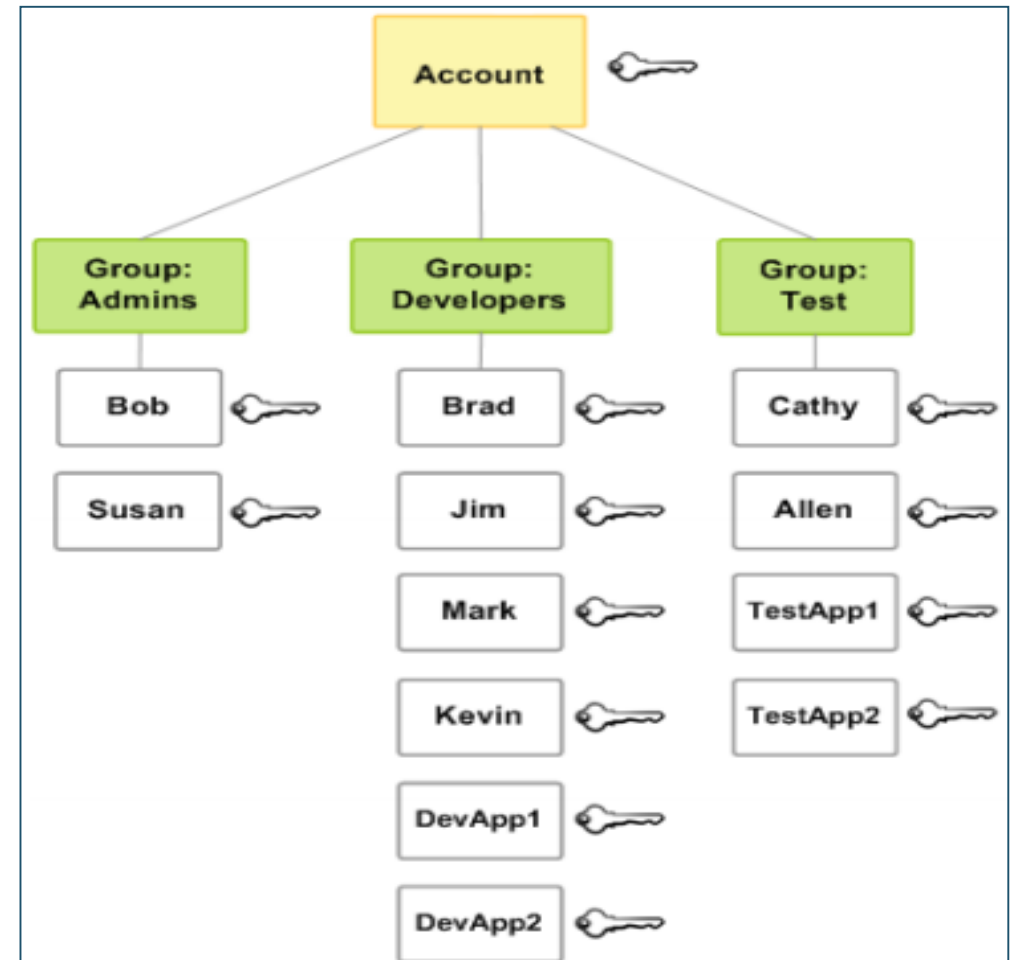 Account
Group:
Admins
Group:
Developers
Group:
Test
Bob
Susan
Brad
Jim
Mark
Kevin
DevApp1
DevApp2
Cathy
Allen
TestApp1
TestApp2